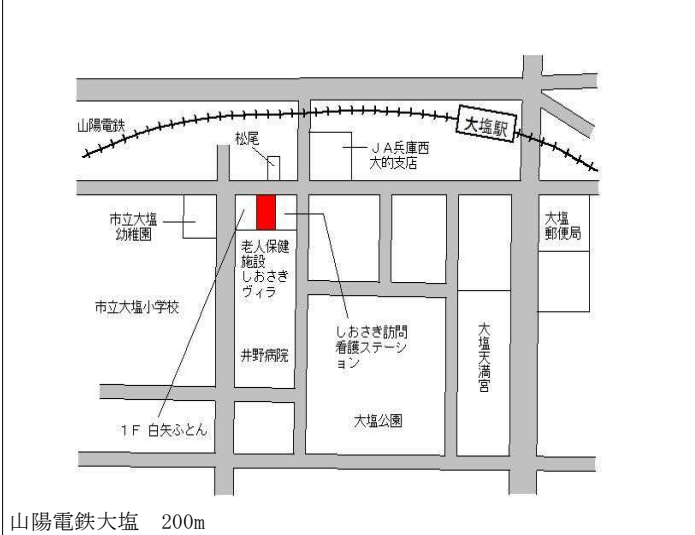 山陽電鉄
大塩駅
松尾
ＪＡ兵庫西
大的支店
市立大塩
幼稚園
大塩
郵便局
老人保健
施設
しおさき
ヴィラ
市立大塩小学校
しおさき訪問
看護ステーシ
ョン
大塩天満宮
井野病院
大塩公園
１Ｆ 白矢ふとん
山陽電鉄大塩　200m